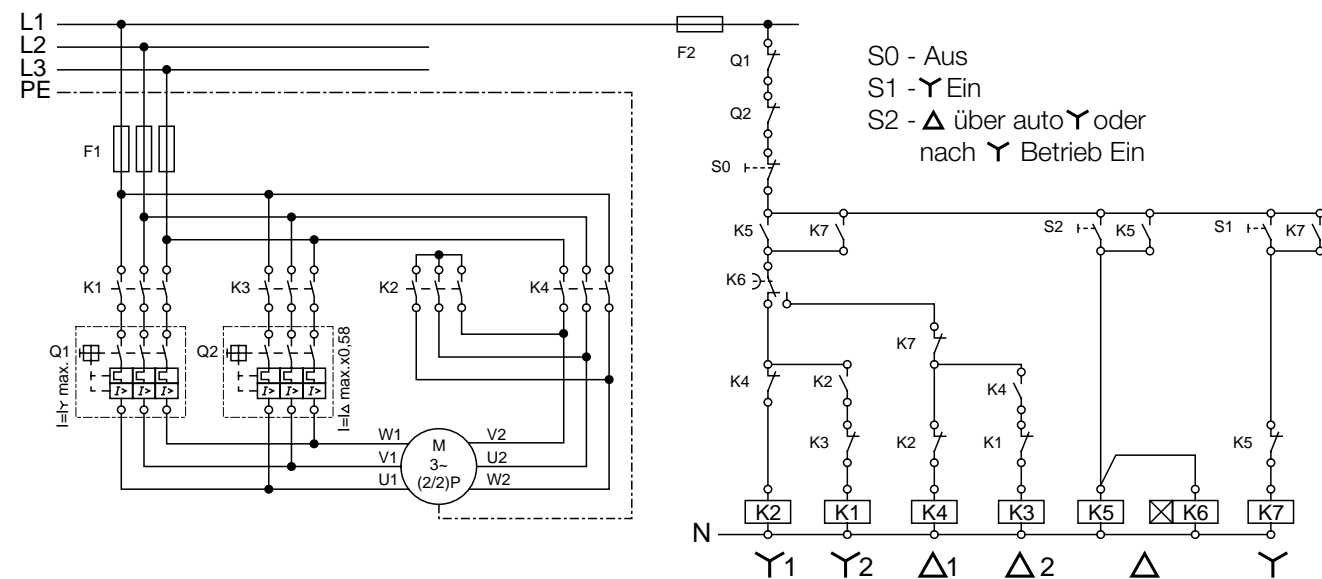 L1
L2
L3
PE
F2
Q1
Q2
S0
S0 - Aus
S1 - Ein
S2 - Δ über auto oder
nach Betrieb Ein
F1
K5
K7
S2
K5
S1
K7
K6
K1
K3
K2
K4
Q1
I>
I>
I>
I=I max.
Q2
I>
I>
I>
I=IΔ max.x0,58
K7
K4
K2
K4
K3
K2
K1
K5
W1
V1
U1
M
3~
(2/2)P
V2
U2
W2
K2
K1
K4
K3
K5
K6
K7
N
1
2
Δ1
Δ 2
Δ